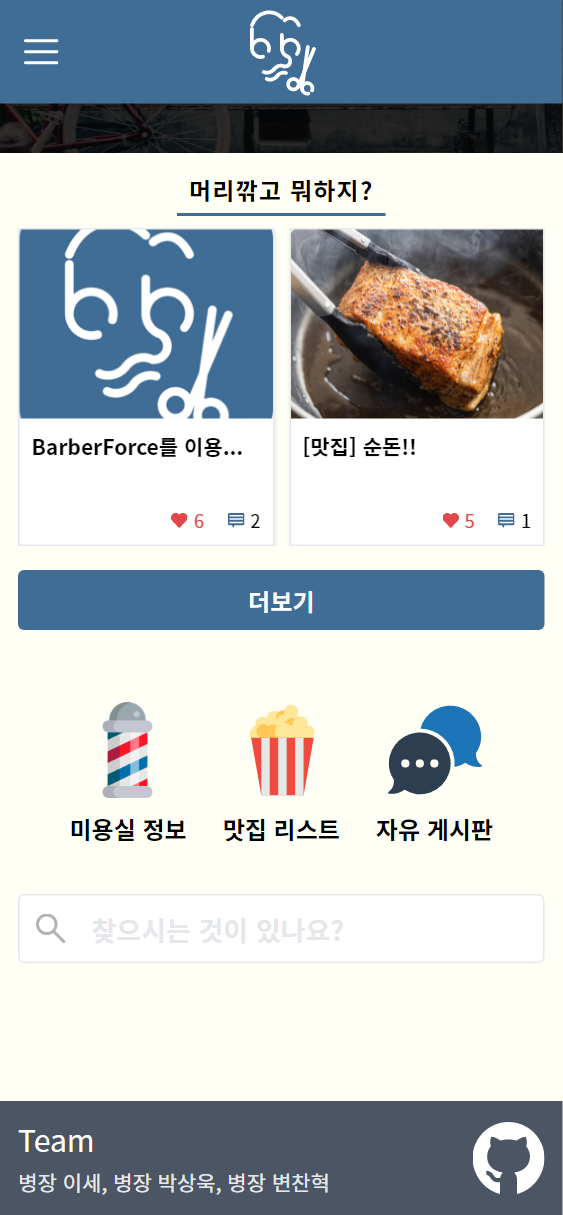 머리깎고 뭐하지?
BarberForce를 이용...
6 2
[맛집] 순돈!!
5 1
더보기
미용실 정보
맛집 리스트
자유 게시판
찾으시는 것이 있나요?
Team
병장 이세, 병장 박상욱, 병장 변찬혁